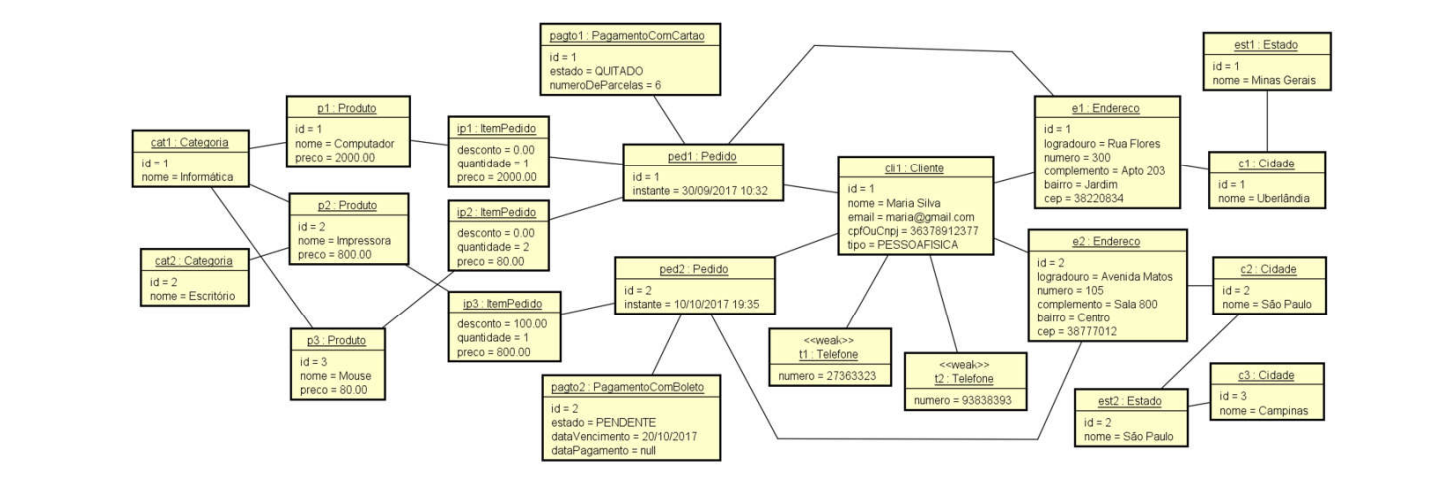 pagto1 : PagamentoComCartao
id = 1
estado = QUITADO
numeroDeParcelas = 6
est1 : Estado
id = 1
nome = Minas Gerais
p1 : Produto
id = 1
nome = Computador
preco = 2000.00
e1 : Endereco
id = 1
logradouro = Rua Flores
numero = 300
complemento = Apto 203
bairro = Jardim
cep = 38220834
cat1 : Categoria
id = 1
nome = Informática
ip1 : ItemPedido
desconto = 0.00
quantidade = 1
preco = 2000.00
ped1 : Pedido
id = 1
instante = 30/09/2017 10:32
cli1 : Cliente
id = 1
nome = Maria Silva
email = maria@gmail.com
cpfOuCnpj = 36378912377
tipo = PESSOAFISICA
c1 : Cidade
id = 1
nome = Uberlândia
p2 : Produto
id = 2
nome = Impressora
preco = 800.00
ip2 : ItemPedido
desconto = 0.00
quantidade = 2
preco = 80.00
e2 : Endereco
id = 2
logradouro = Avenida Matos
numero = 105
complemento = Sala 800
bairro = Centro
cep = 38777012
cat2 : Categoria
id = 2
nome = Escritório
ped2 : Pedido
id = 2
instante = 10/10/2017 19:35
c2 : Cidade
id = 2
nome = São Paulo
ip3 : ItemPedido
desconto = 100.00
quantidade = 1
preco = 800.00
p3 : Produto
id = 3
nome = Mouse
preco = 80.00
<<weak>>
t1 : Telefone
numero = 27363323
<<weak>>
t2 : Telefone
numero = 93838393
c3 : Cidade
id = 3
nome = Campinas
pagto2 : PagamentoComBoleto
id = 2
estado = PENDENTE
dataVencimento = 20/10/2017
dataPagamento = null
est2 : Estado
id = 2
nome = São Paulo